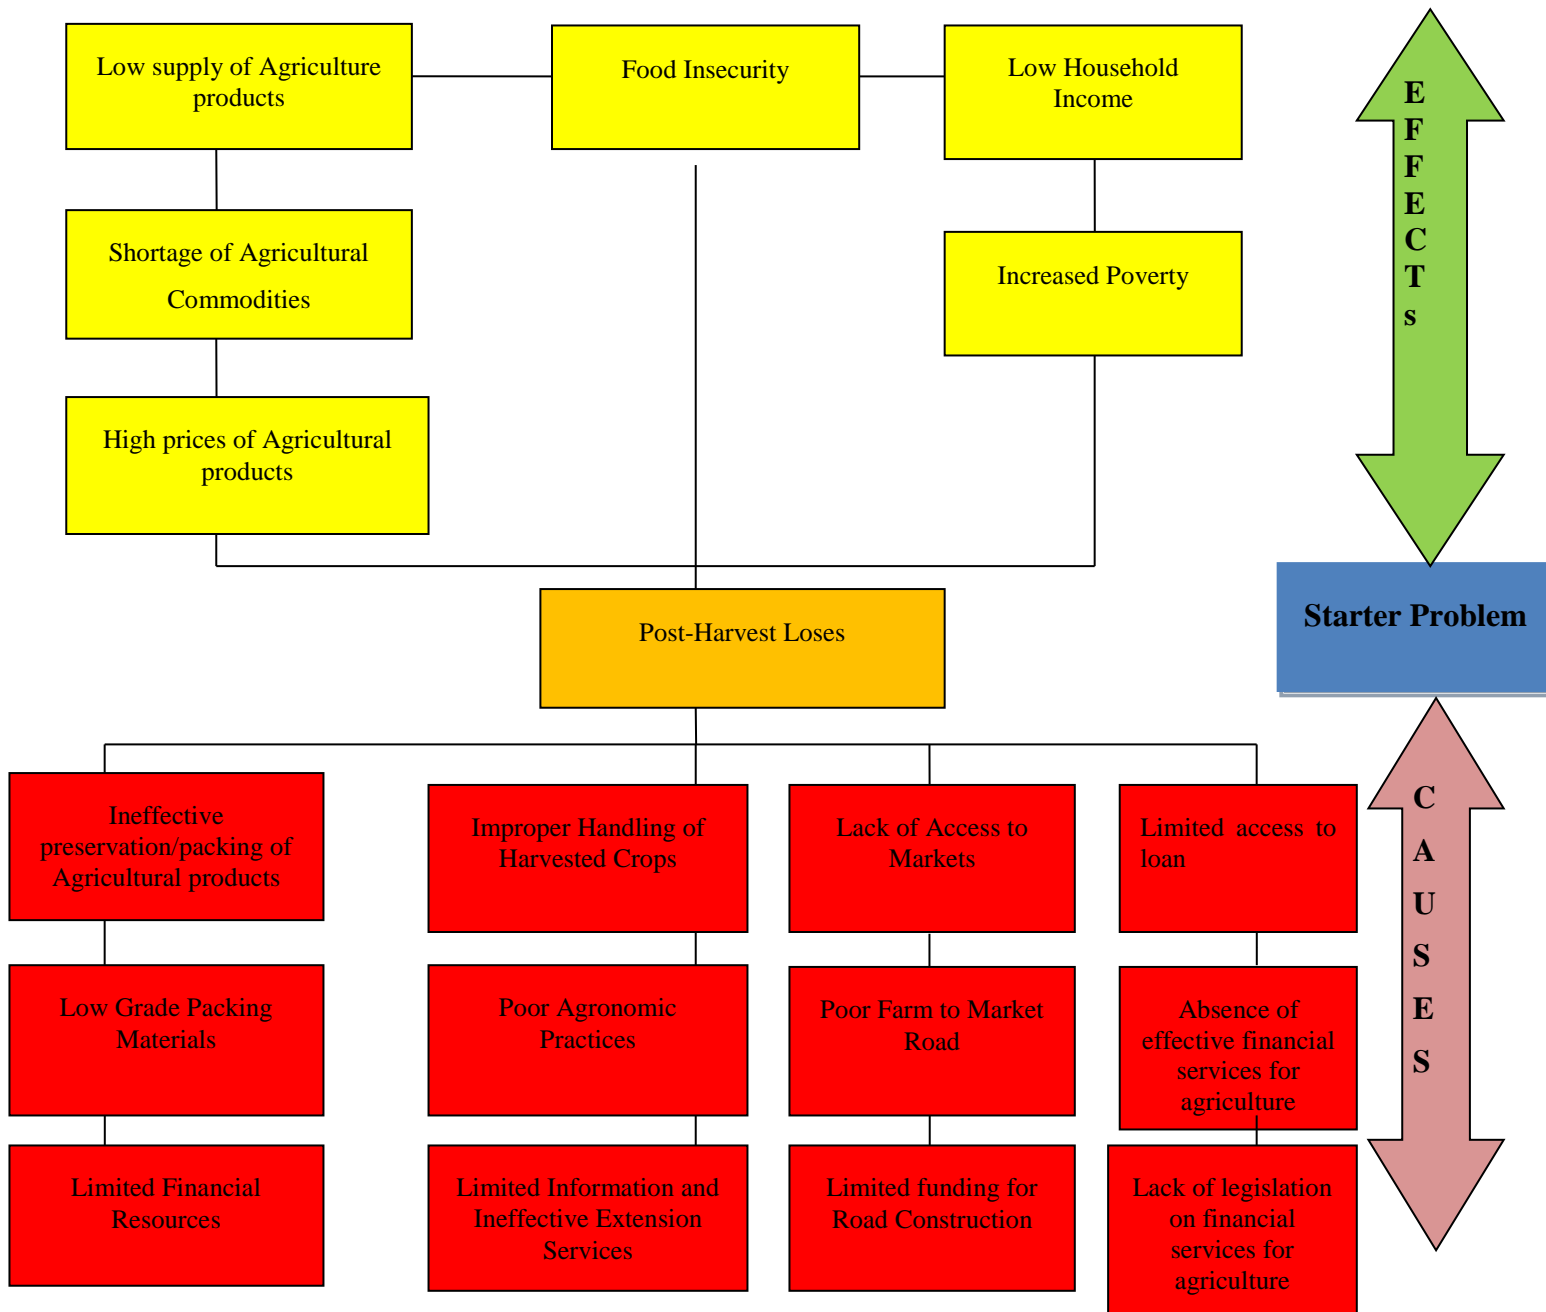 Low supply of Agriculture
products
Food Insecurity
Low Household
Income
E
F
F
E
C
T
s
Shortage of Agricultural
Commodities
Increased Poverty
High prices of Agricultural
products
Post-Harvest Loses
Starter Problem
Ineffective
preservation/packing of
Agricultural products
Improper Handling of
Harvested Crops
Lack of Access to
Markets
Limited access to
loan
C
A
U
S
E
S
Low Grade Packing
Materials
Poor Agronomic
Practices
Poor Farm to Market
Road
Absence of
effective financial
services for
agriculture
Limited Financial
Resources
Limited Information and
Ineffective Extension
Services
Limited funding for
Road Construction
Lack of legislation
on financial
services for
agriculture